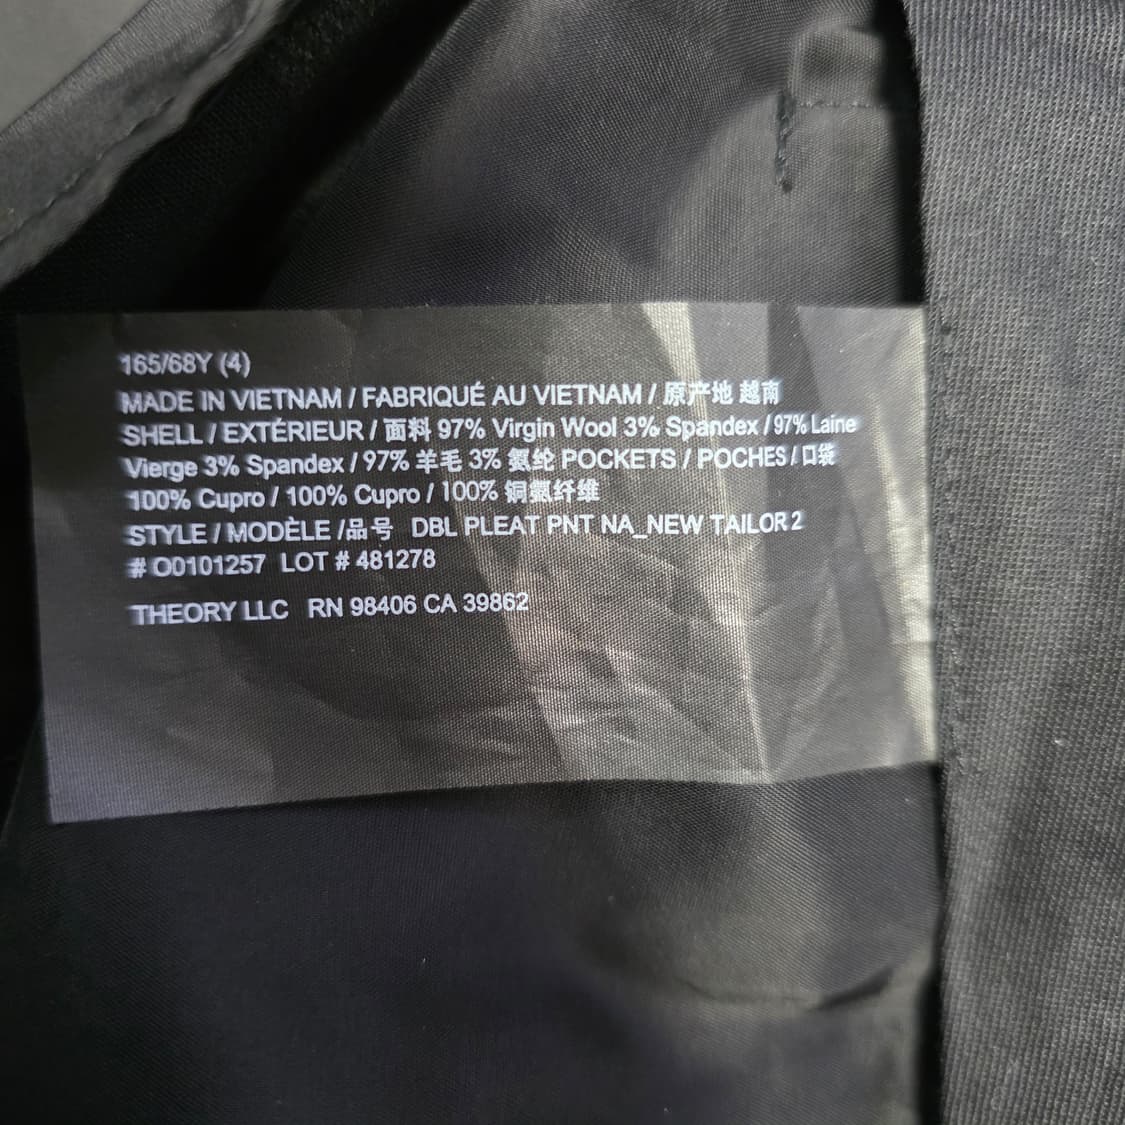 165/68Y (4)
MADE IN VIETNAM / FABRIQUÉ AU VIETNAM / 原产地 越南
SHELL / EXTÉRIEUR / 面料 97% Virgin Wool 3% Spandex / 97% Laine
Vierge 3% Spandex / 97% 羊毛 3% 氨纶 POCKETS / POCHES / 口袋
100% Cupro / 100% Cupro / 100% 铜氨纤维
STYLE / MODÈLE /品号 DBL PLEAT PNT NA_NEW TAILOR 2
# O0101257 LOT # 481278
THEORY LLC RN 98406 CA 39862